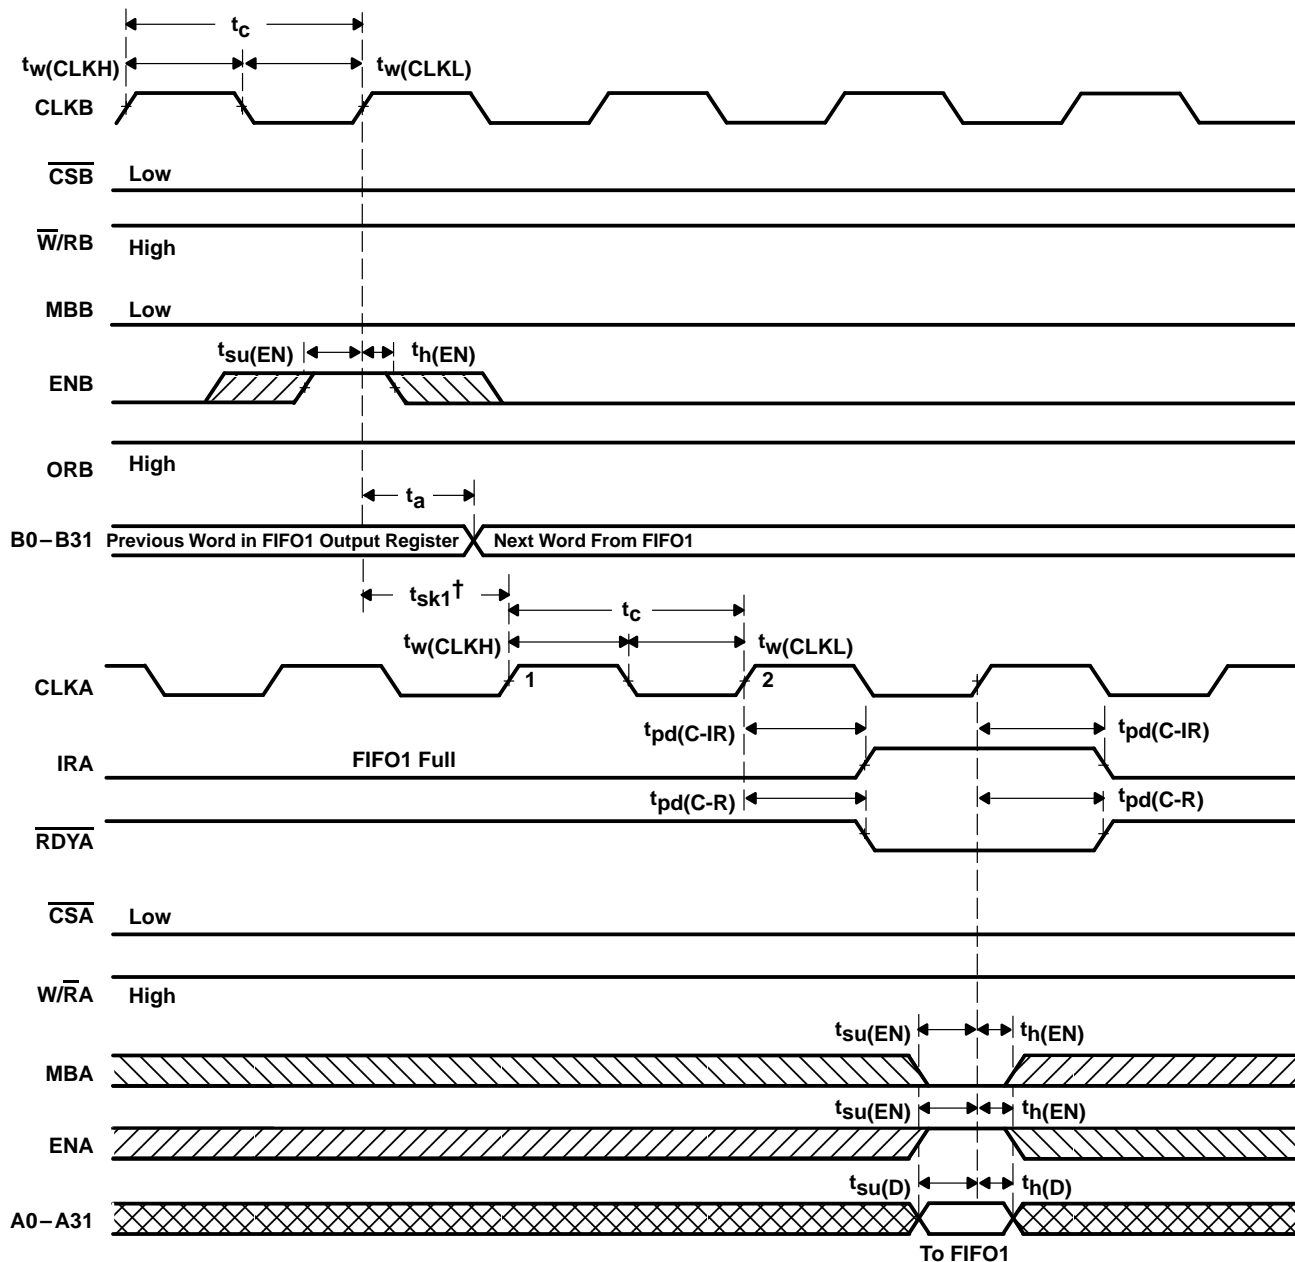 tc
tw(CLKH) tw(CLKL)
CLKB
CSB Low
W/RB High
MBB Low
tsu(EN) th(EN)
ENB
ORB High
ta
B0–B31 Previous Word in FIFO1 Output Register Next Word From FIFO1
tsk1† tc
tw(CLKH) tw(CLKL)
CLKA 1 2
tpd(C-IR) tpd(C-IR)
IRA FIFO1 Full
tpd(C-R) tpd(C-R)
RDYA
CSA Low
W/RA High
tsu(EN) th(EN)
MBA
tsu(EN) th(EN)
ENA
tsu(D) th(D)
A0–A31
To FIFO1